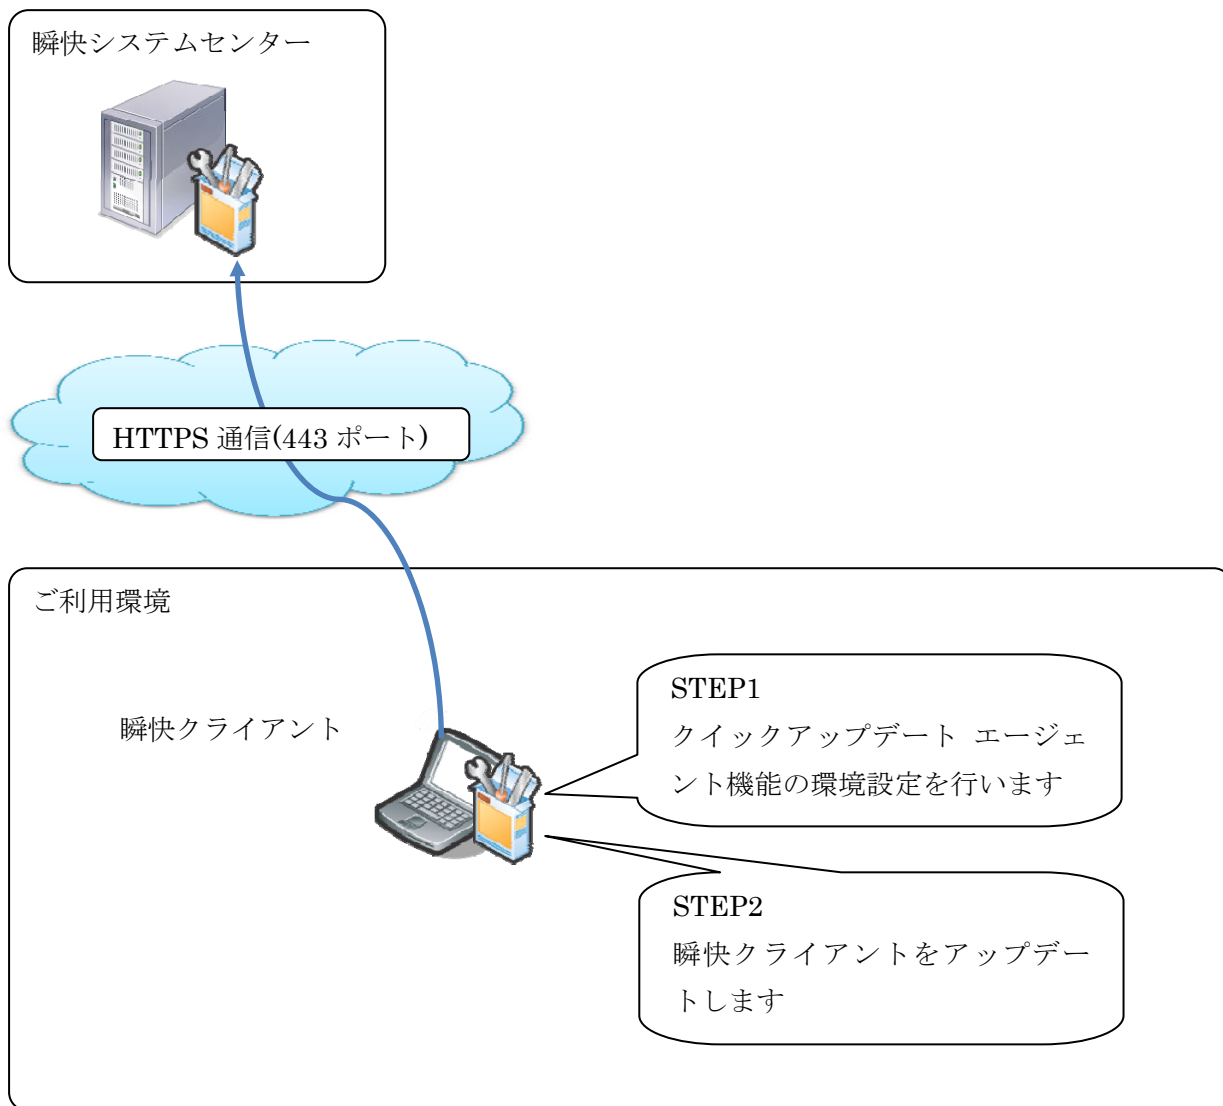 瞬快システムセンター
HTTPS 通信(443 ポート)
ご利用環境
瞬快クライアント
STEP1
クイックアップデート エージェ
ント機能の環境設定を行います
STEP2
瞬快クライアントをアップデー
トします